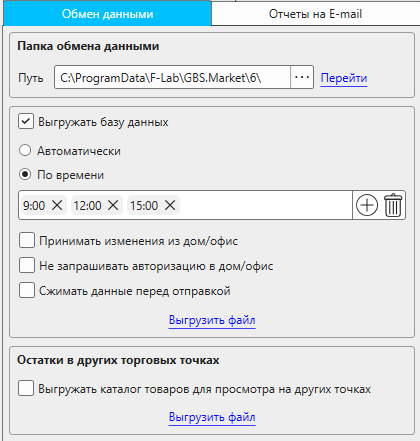 Обмен данными Отчеты на E-mail
Папка обмена данными
Путь C:\ProgramData\F-Lab\GBS.Market\6\ ... Перейти
Выгружать базу данных
Автоматически
По времени
9:00 12:00 15:00
Принимать изменения из дом/офис
Не запрашивать авторизацию в дом/офис
Сжимать данные перед отправкой
Выгрузить файл
Остатки в других торговых точках
Выгружать каталог товаров для просмотра на других точках
Выгрузить файл